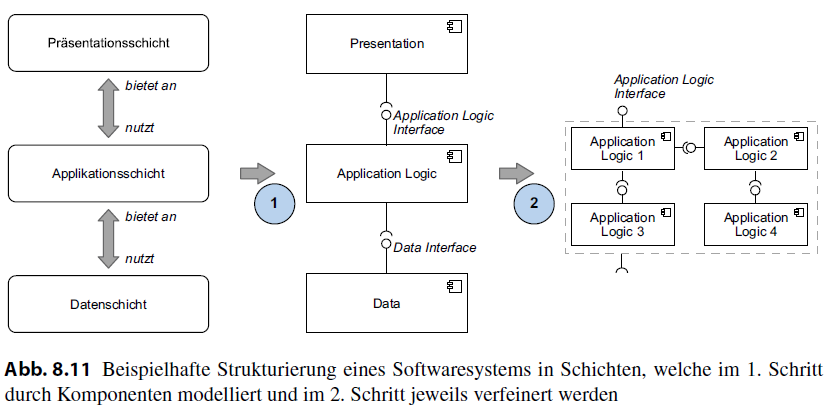 Präsentationsschicht
bietet an
nutzt
Applikationsschicht
bietet an
nutzt
Datenschicht
1
Presentation
Application Logic
Interface
Application Logic
Data Interface
Data
2
Application Logic
Interface
Application
Logic 1
Application
Logic 2
Application
Logic 3
Application
Logic 4
Abb. 8.11 Beispielhafte Strukturierung eines Softwaresystems in Schichten, welche im 1. Schritt
durch Komponenten modelliert und im 2. Schritt jeweils verfeinert werden